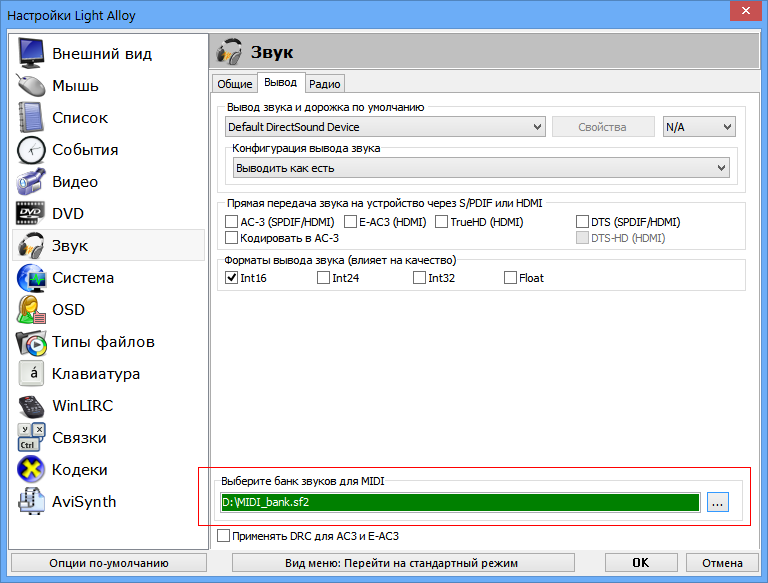 Настройки Light Alloy
Внешний вид
Мышь
Список
События
Видео
DVD
DVD
Звук
Система
OSD
Типы файлов
á
Клавиатура
WinLIRC
Y X
Ctrl
Связки
Кодеки
AviSynth
Звук
Общие Вывод Радио
Вывод звука и дорожка по умолчанию
Default DirectSound Device Свойства N/A
Конфигурация вывода звука
Выводить как есть
Прямая передача звука на устройство через S/PDIF или HDMI
AC-3 (SPDIF/HDMI) E-AC3 (HDMI) TrueHD (HDMI) DTS (SPDIF/HDMI)
Кодировать в AC-3 DTS-HD (HDMI)
Форматы вывода звука (влияет на качество)
Int16 Int24 Int32 Float
Выберите банк звуков для MIDI
D:\MIDI_bank.sf2 ...
Применять DRC для AC3 и E-AC3
Опции по-умолчанию Вид меню: Перейти на стандартный режим OK Отмена